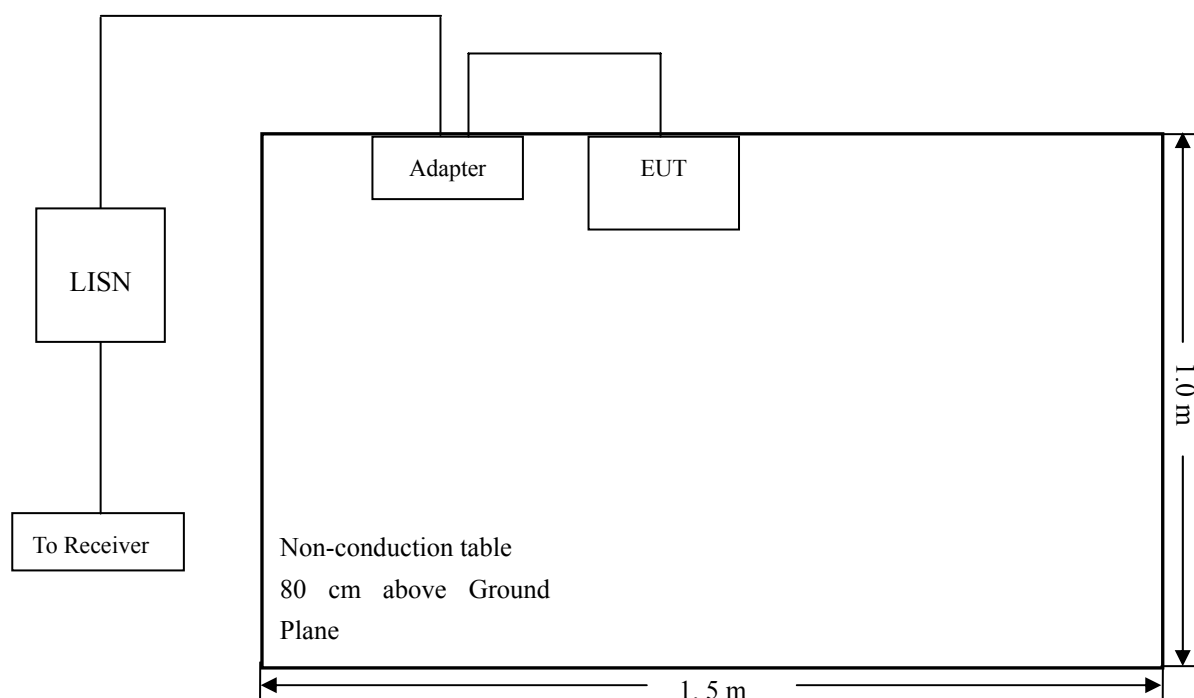 Adapter
EUT
LISN
1.0 m
To Receiver
Non-conduction table
80 cm above Ground
Plane
1. 5 m